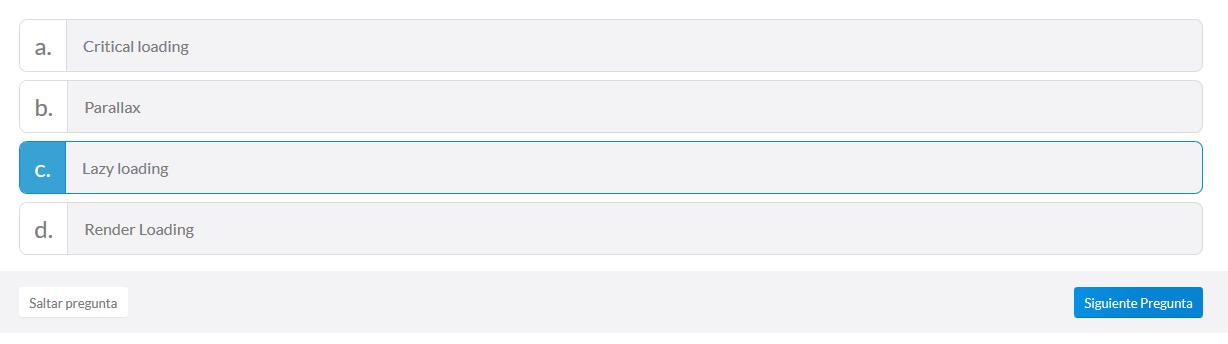 a. Critical loading
b. Parallax
c. Lazy loading
d. Render Loading
Saltar pregunta Siguiente Pregunta